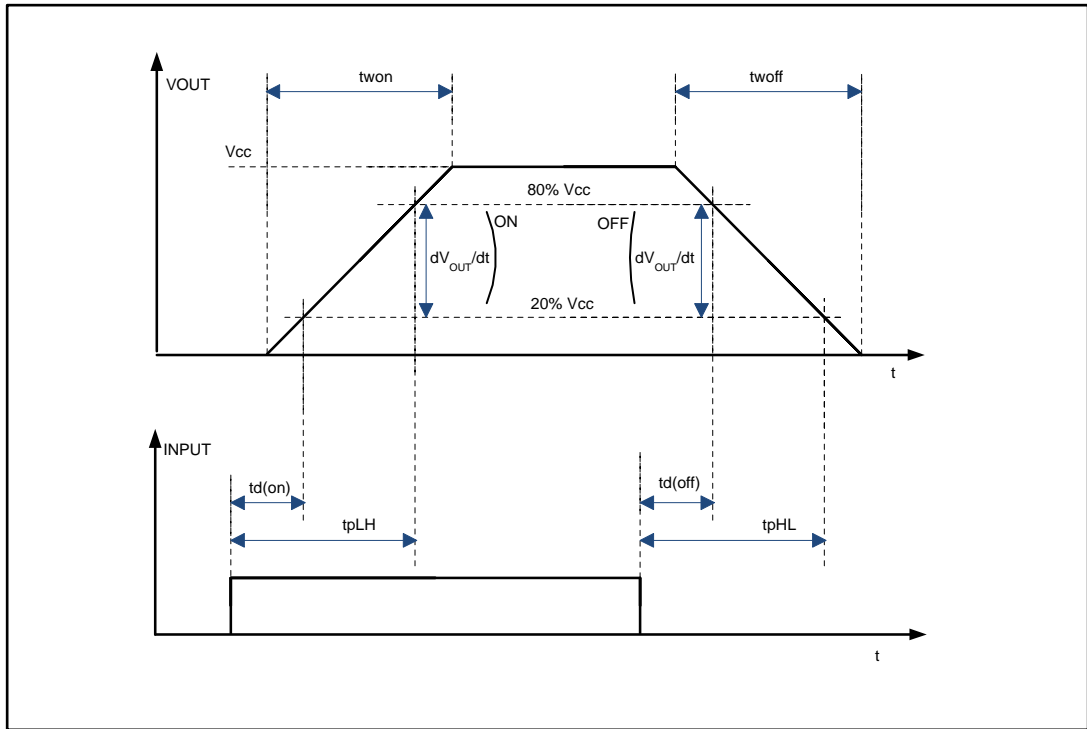 twon
twoff
VOUT
Vcc
80% Vcc
ON
OFF
dVOUT/dt
dVOUT/dt
20% Vcc
t
INPUT
td(on)
td(off)
tpLH
tpHL
t